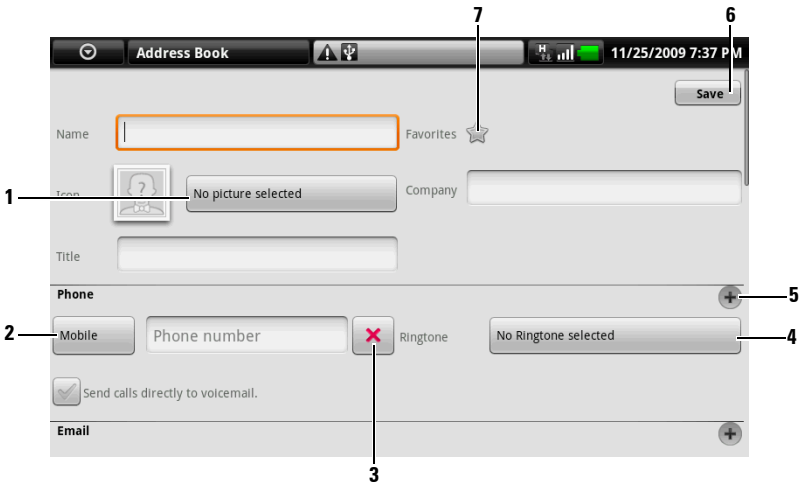 7
6
Address Book
H
11/25/2009 7:37 PM
Save
Name
Favorites
1
Icon
?
No picture selected
Company
Title
Phone
5
2
Mobile
Phone number
Ringtone
No Ringtone selected
4
Send calls directly to voicemail.
Email
3